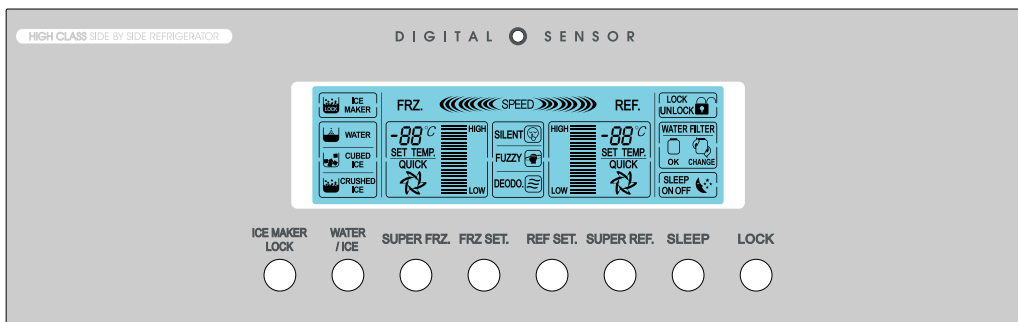 HIGH CLASS SIDE BY SIDE REFRIGERATOR
DIGITAL SENSOR
LOCK
ICE
MAKER
WATER
CUBED
ICE
CRUSHED
ICE
FRZ.
SPEED
REF.
-88°C
SET TEMP.
QUICK
HIGH
LOW
SILENT
FUZZY
DEODO.
HIGH
LOW
-88°C
SET TEMP.
QUICK
LOCK
UNLOCK
WATER FILTER
OK
CHANGE
SLEEP
ON OFF
ICE MAKER
LOCK
WATER
/ ICE
SUPER FRZ.
FRZ SET.
REF SET.
SUPER REF.
SLEEP
LOCK